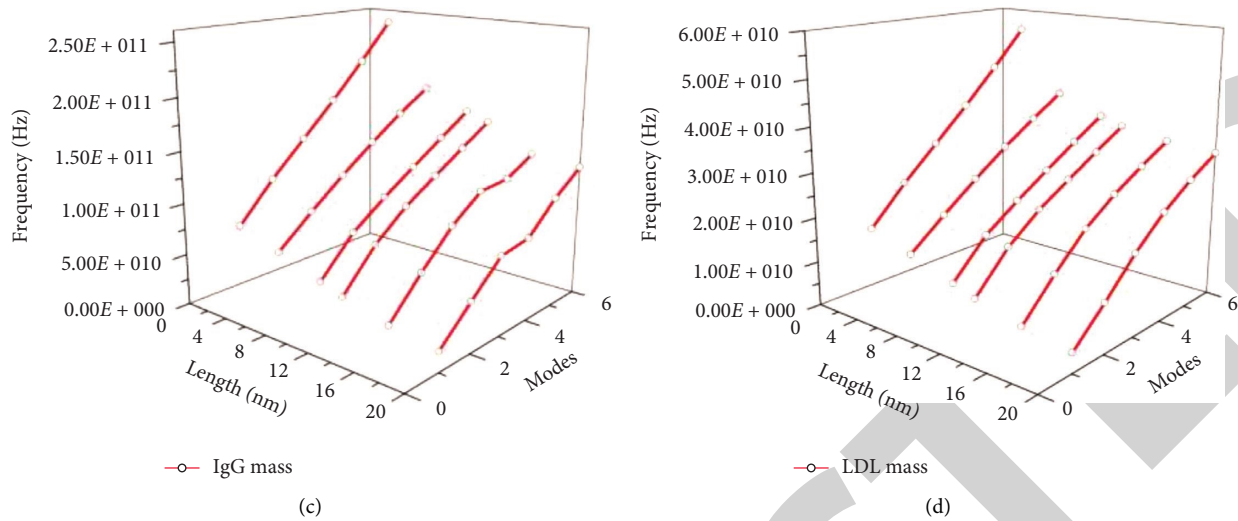 2.50E + 011
2.00E + 011
1.50E + 011
1.00E + 011
5.00E + 010
0.00E + 000
Frequency (Hz)
0
4
8
12
16
20
Length (nm)
0
2
4
6
Modes
IgG mass
(c)
6.00E + 010
5.00E + 010
4.00E + 010
3.00E + 010
2.00E + 010
1.00E + 010
0.00E + 000
Frequency (Hz)
0
4
8
12
16
20
Length (nm)
0
2
4
6
Modes
LDL mass
(d)